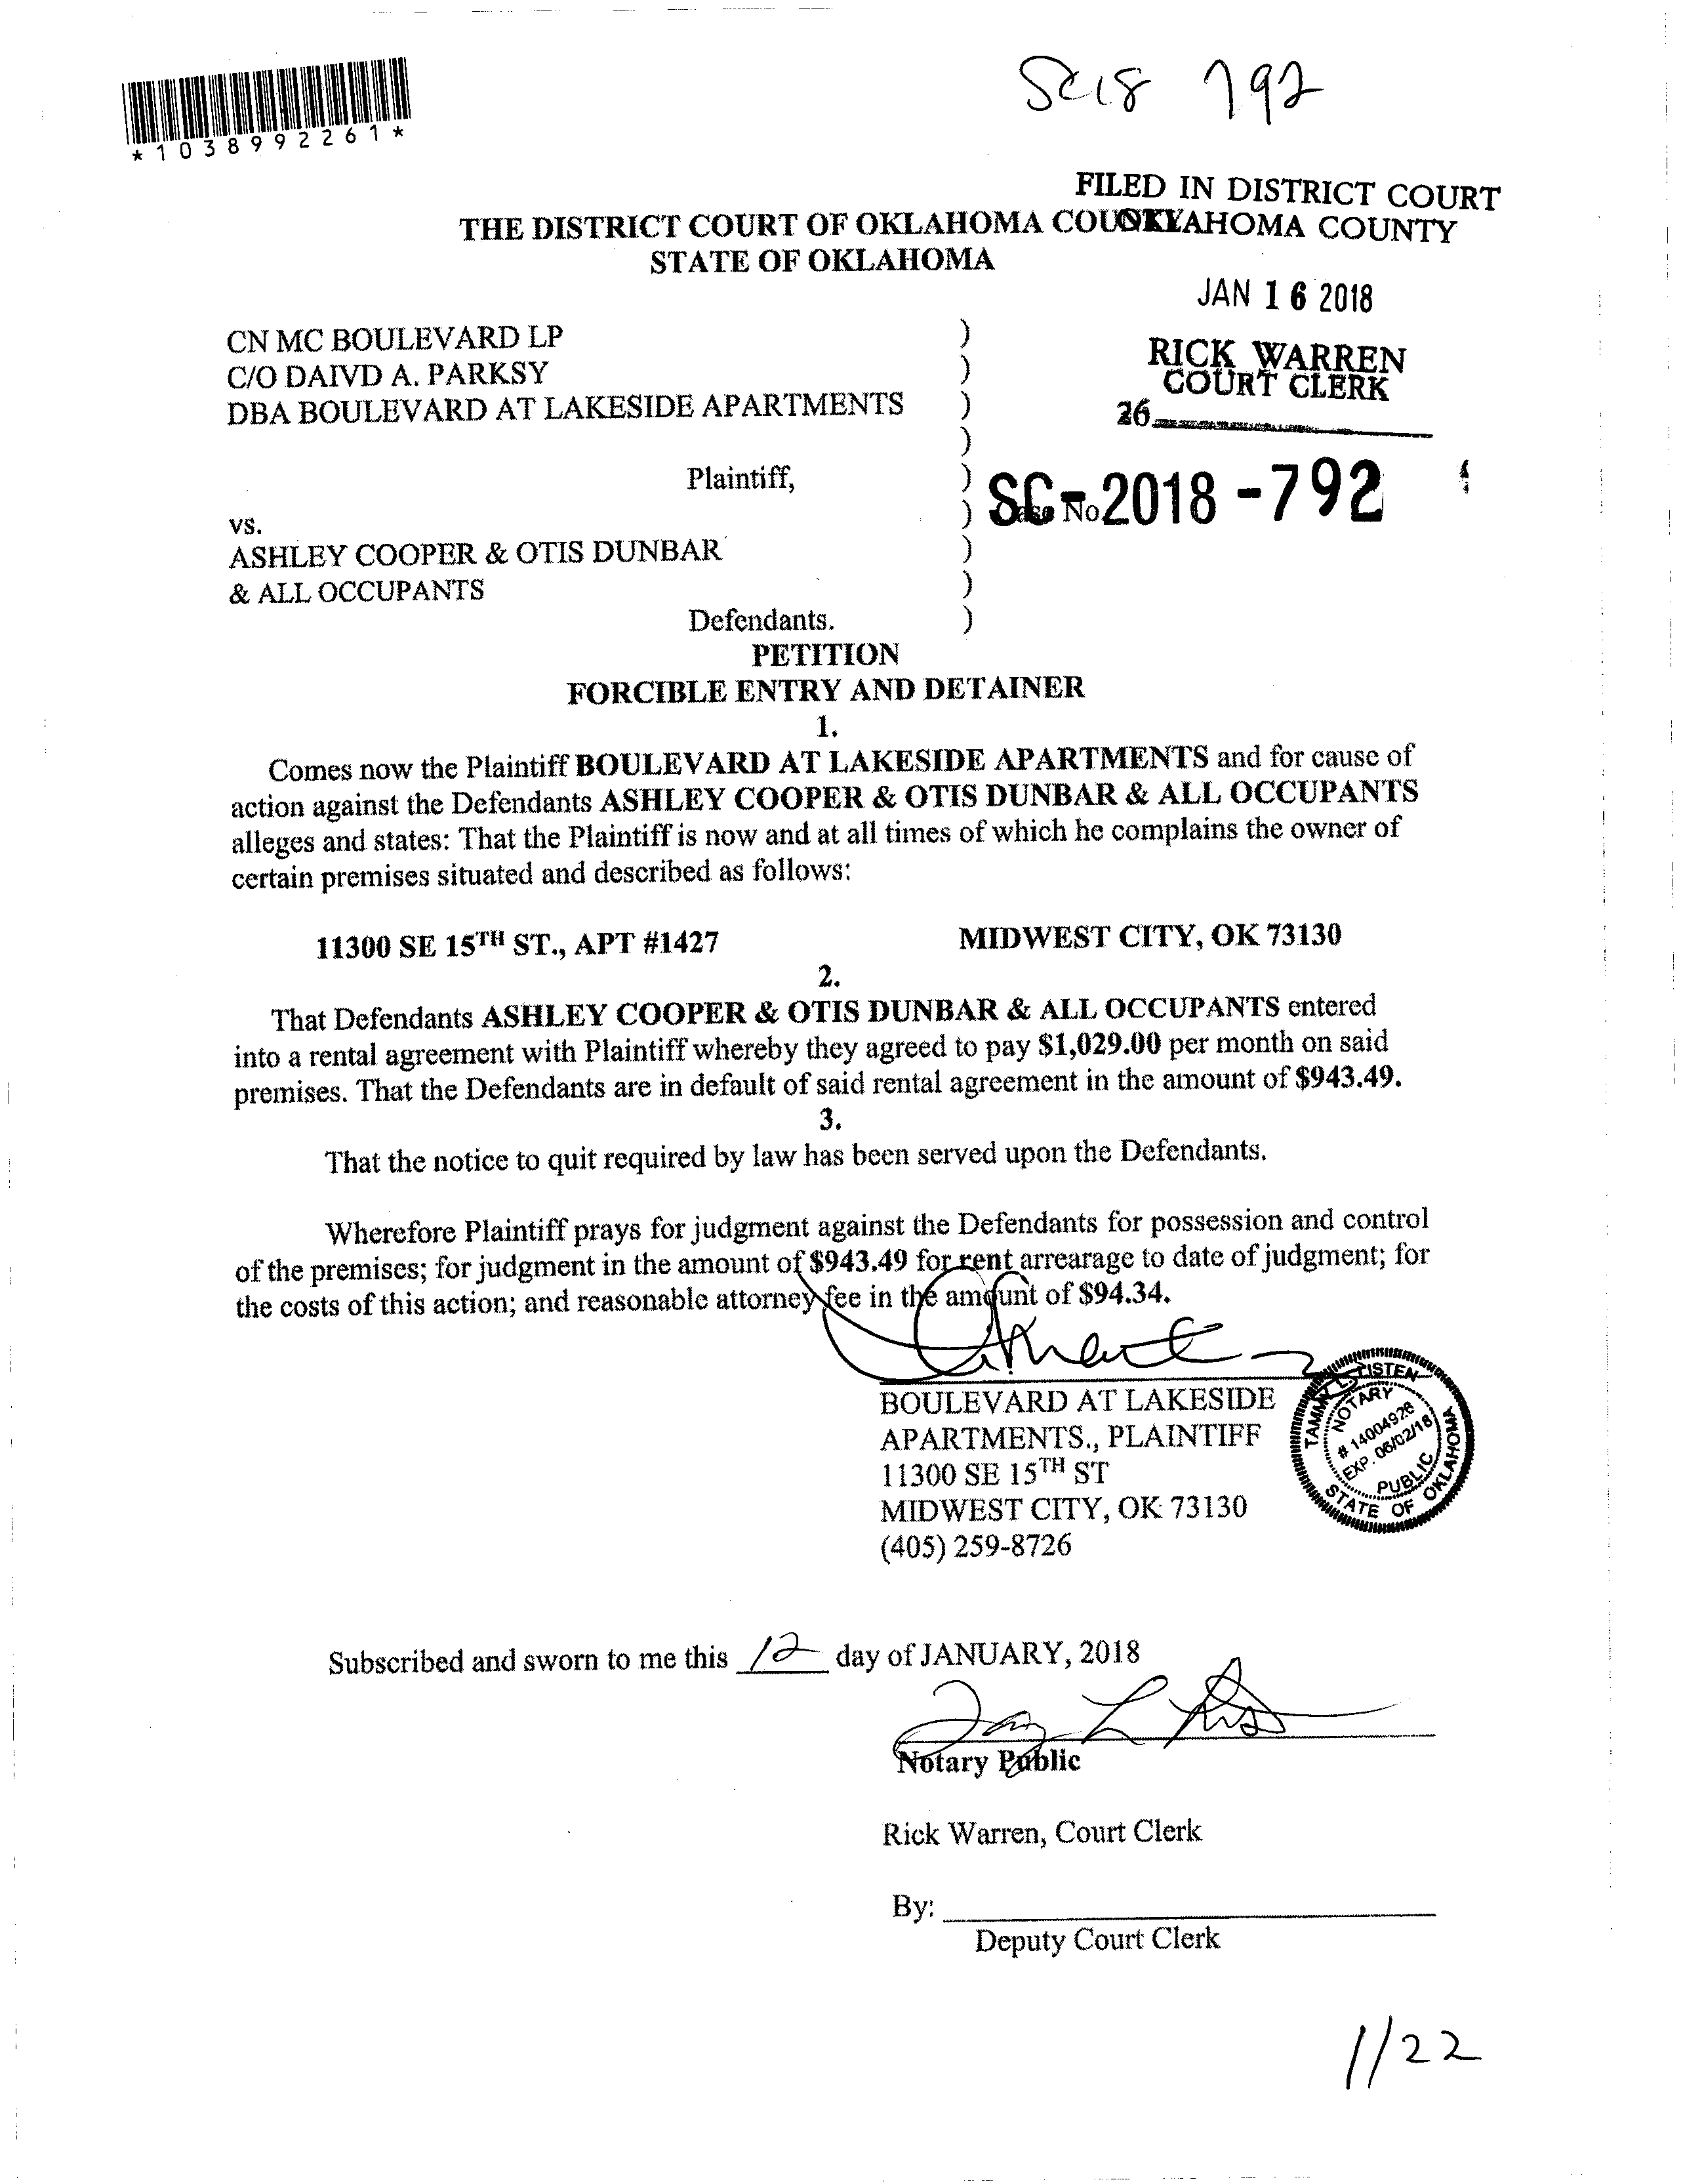 *1038992261*
SC18 792
FILED IN DISTRICT COURT
OKLAHOMA COUNTY
THE DISTRICT COURT OF OKLAHOMA COUNTY
STATE OF OKLAHOMA
JAN 16 2018
CN MC BOULEVARD LP )
C/O DAIVD A. PARKSY )
DBA BOULEVARD AT LAKESIDE APARTMENTS )
RICK WARREN
COURT CLERK
26
)
Plaintiff, )
) Case No
SC-2018-792
vs.
ASHLEY COOPER & OTIS DUNBAR )
& ALL OCCUPANTS )
Defendants. )
PETITION
FORCIBLE ENTRY AND DETAINER
1.
Comes now the Plaintiff BOULEVARD AT LAKESIDE APARTMENTS and for cause of
action against the Defendants ASHLEY COOPER & OTIS DUNBAR & ALL OCCUPANTS
alleges and states: That the Plaintiff is now and at all times of which he complains the owner of
certain premises situated and described as follows:
11300 SE 15TH ST., APT #1427 MIDWEST CITY, OK 73130
2.
That Defendants ASHLEY COOPER & OTIS DUNBAR & ALL OCCUPANTS entered
into a rental agreement with Plaintiff whereby they agreed to pay $1,029.00 per month on said
premises. That the Defendants are in default of said rental agreement in the amount of $943.49.
3.
That the notice to quit required by law has been served upon the Defendants.
Wherefore Plaintiff prays for judgment against the Defendants for possession and control
of the premises; for judgment in the amount of $943.49 for rent arrearage to date of judgment; for
the costs of this action; and reasonable attorney fee in the amount of $94.34.
BOULEVARD AT LAKESIDE
APARTMENTS., PLAINTIFF
11300 SE 15TH ST
MIDWEST CITY, OK 73130
(405) 259-8726
NOTARY
# 14004926
EXP. 06/02/18
PUBLIC
STATE OF OKLAHOMA
Subscribed and sworn to me this 12 day of JANUARY, 2018
Notary Public
Rick Warren, Court Clerk
By:
Deputy Court Clerk
1/22